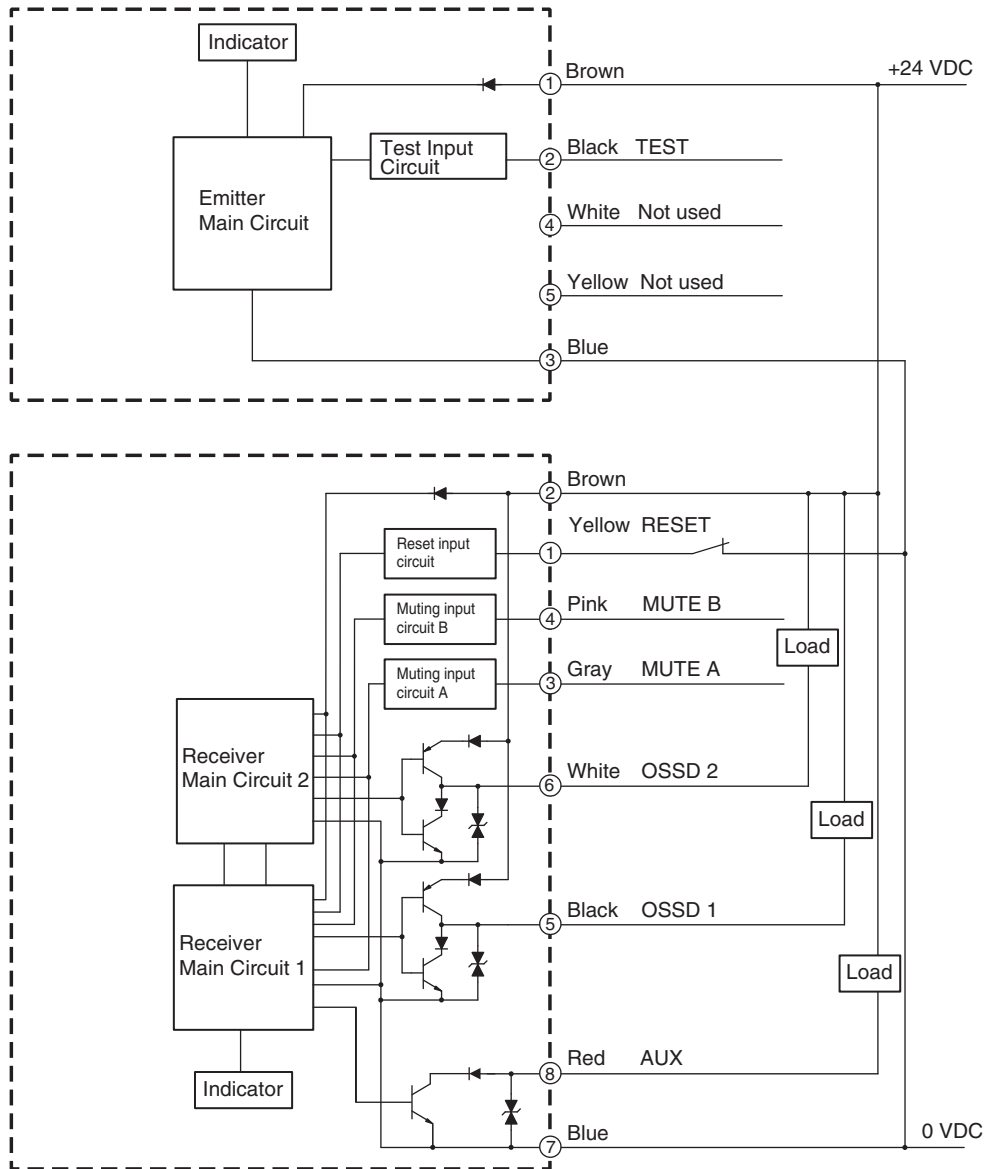 Indicator
+24 VDC
① Brown
Test Input
Circuit
② Black TEST
Emitter
Main Circuit
④ White Not used
⑤ Yellow Not used
③ Blue
② Brown
Yellow RESET
Reset input
circuit
①
Muting input
circuit B
④ Pink MUTE B
Load
Muting input
circuit A
③ Gray MUTE A
Receiver
Main Circuit 2
⑥ White OSSD 2
Load
⑤ Black OSSD 1
Receiver
Main Circuit 1
Load
Red AUX
⑧
Indicator
⑦ Blue
0 VDC